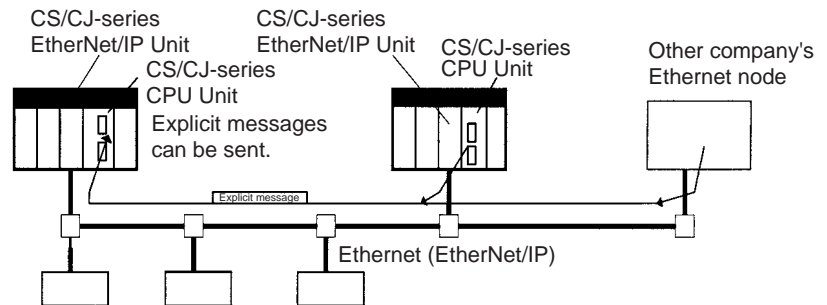 CS/CJ-series
EtherNet/IP Unit
CS/CJ-series
CPU Unit
Explicit messages
can be sent.
CS/CJ-series
EtherNet/IP Unit
CS/CJ-series
CPU Unit
Other company's
Ethernet node
Explicit message
Ethernet (EtherNet/IP)